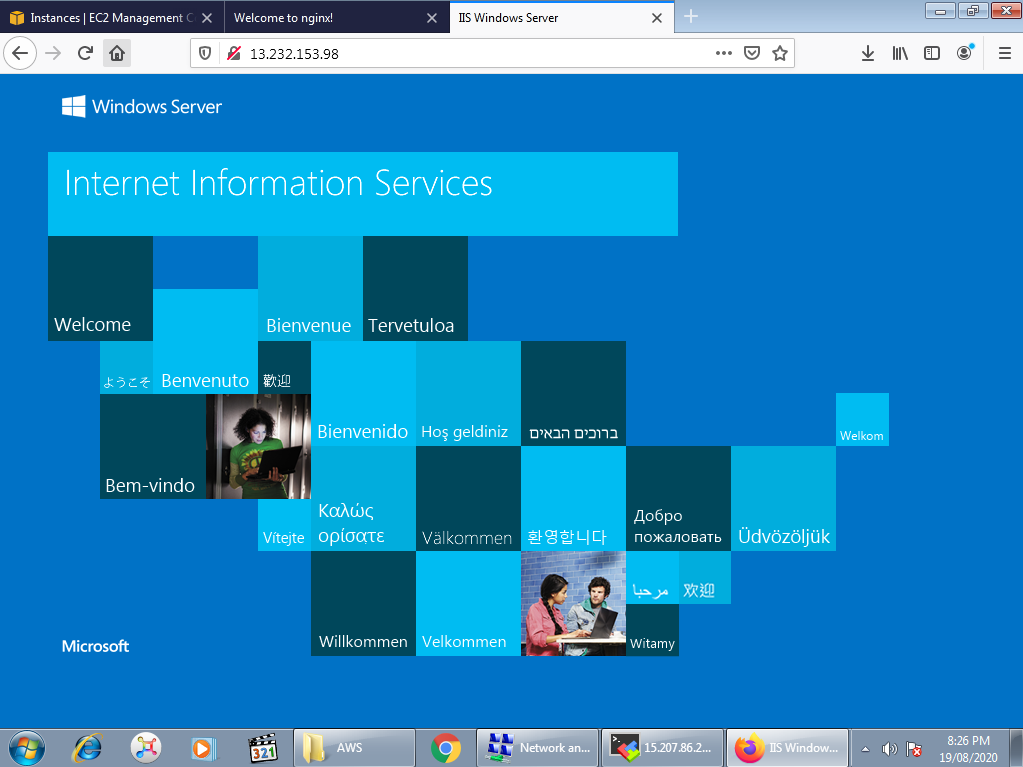 Instances | EC2 Management C
Welcome to nginx!
IIS Windows Server
13.232.153.98
Windows Server
Internet Information Services
Welcome
Bienvenue
Tervetuloa
ようこそ
Benvenuto
歡迎
Bienvenido
Hoş geldiniz
ברוכים הבאים
Welkom
Bem-vindo
Vítejte
Καλώς
ορίσατε
Välkommen
환영합니다
Добро
пожаловать
Üdvözöljük
Willkommen
Velkommen
مرحبا
欢迎
Witamy
Microsoft
321
AWS
Network an...
15.207.86.2...
IIS Window...
8:26 PM
19/08/2020